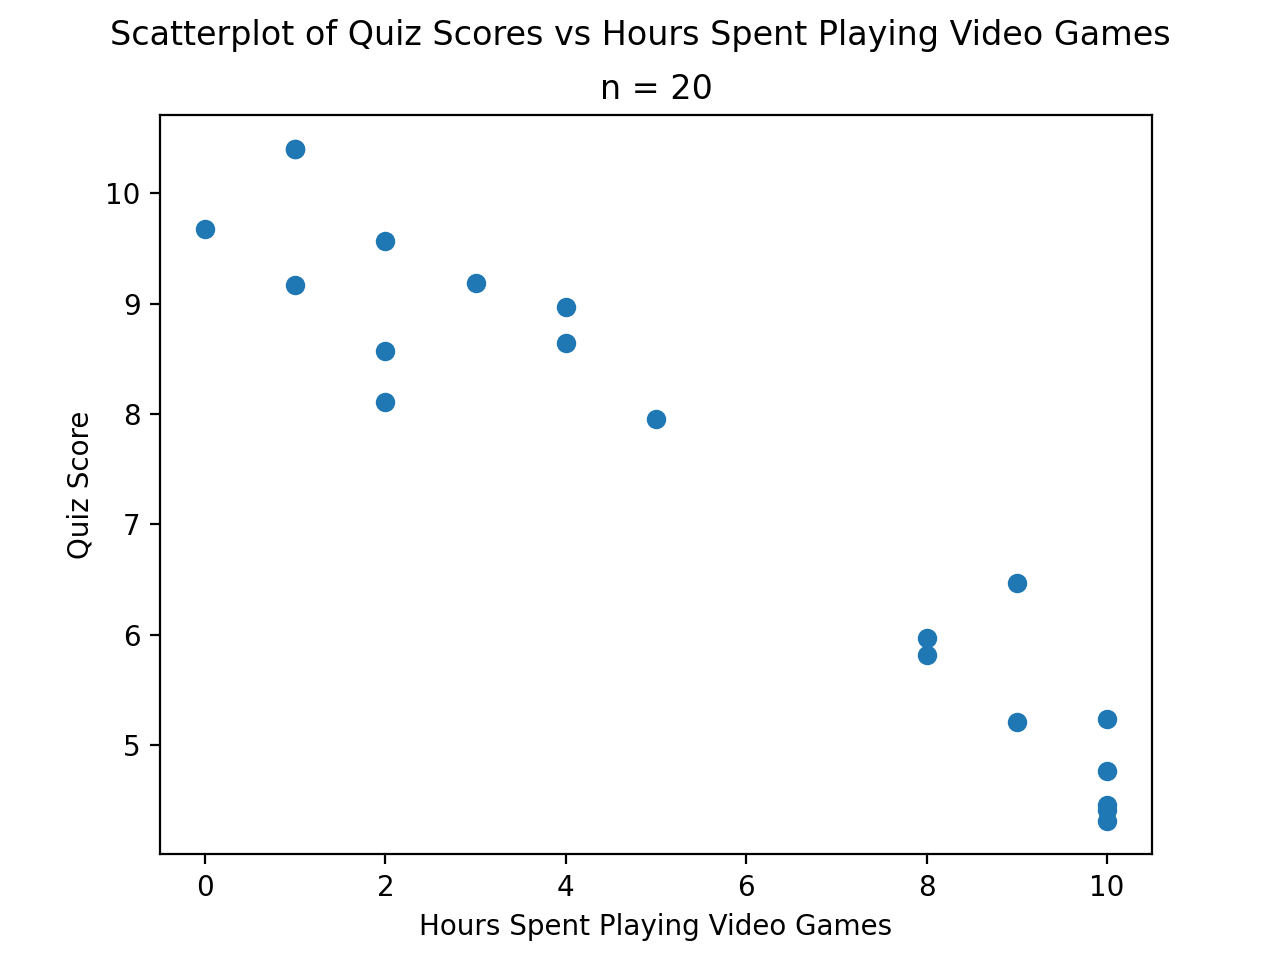 Scatterplot of Quiz Scores vs Hours Spent Playing Video Games
n = 20
10
9
8
7
6
5
Quiz Score
0 2 4 6 8 10
Hours Spent Playing Video Games